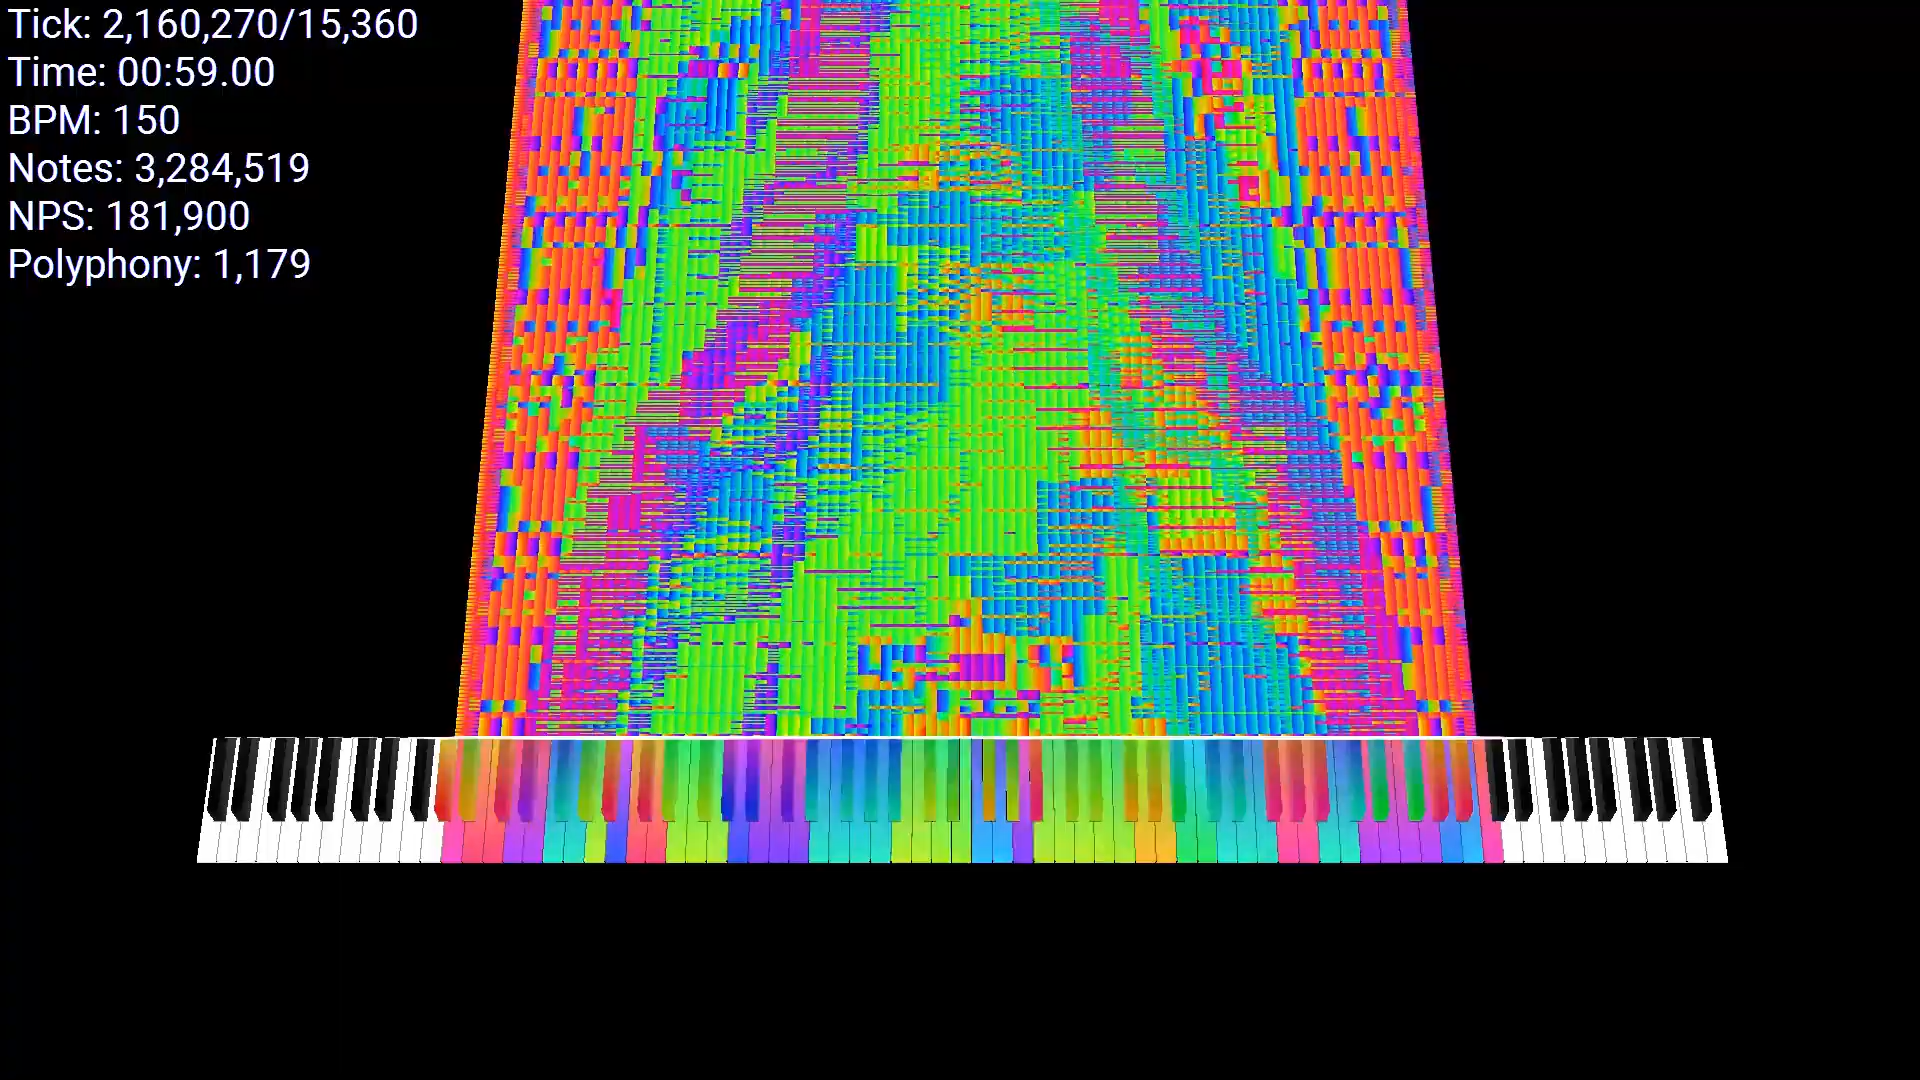 Tick: 2,160,270/15,360
Time: 00:59.00
BPM: 150
Notes: 3,284,519
NPS: 181,900
Polyphony: 1,179